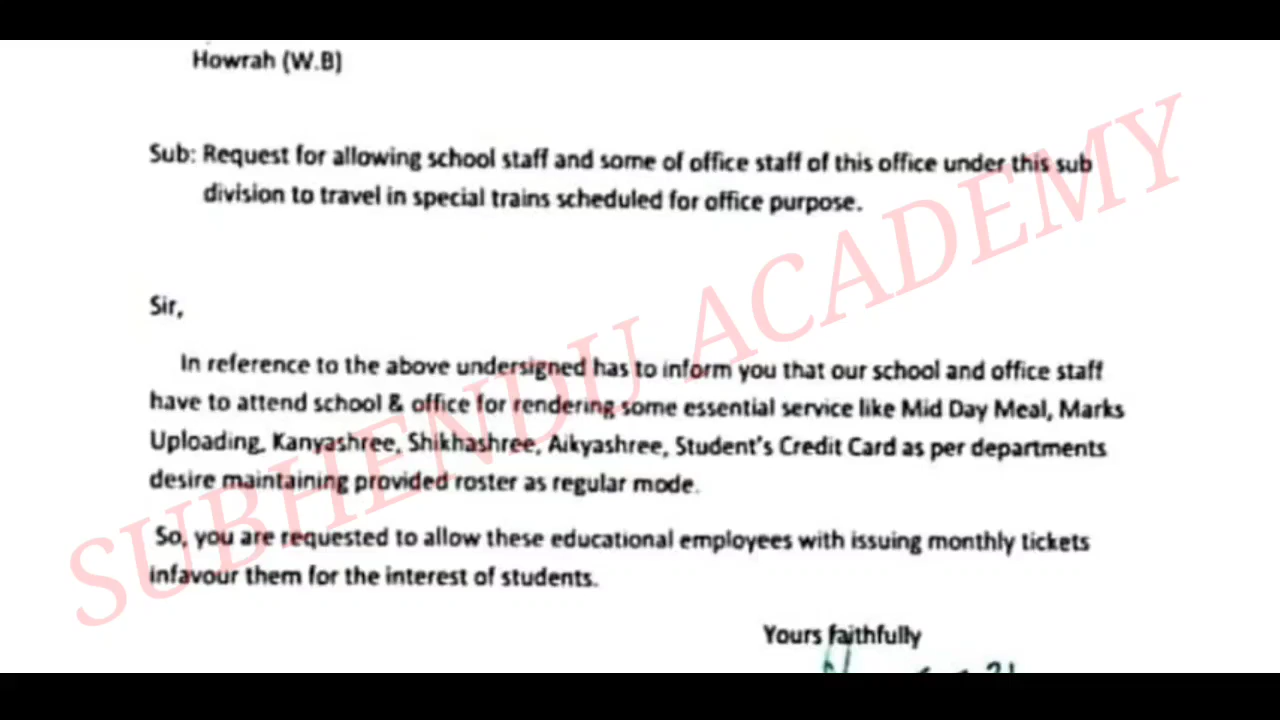 Howrah (W.B)
Sub: Request for allowing school staff and some of office staff of this office under this sub
division to travel in special trains scheduled for office purpose.
Sir,
In reference to the above undersigned has to inform you that our school and office staff
have to attend school & office for rendering some essential service like Mid Day Meal, Marks
Uploading, Kanyashree, Shikhashree, Aikyashree, Student's Credit Card as per departments
desire maintaining provided roster as regular mode.
So, you are requested to allow these educational employees with issuing monthly tickets
infavour them for the interest of students.
Yours faithfully
SUBHENDU ACADEMY